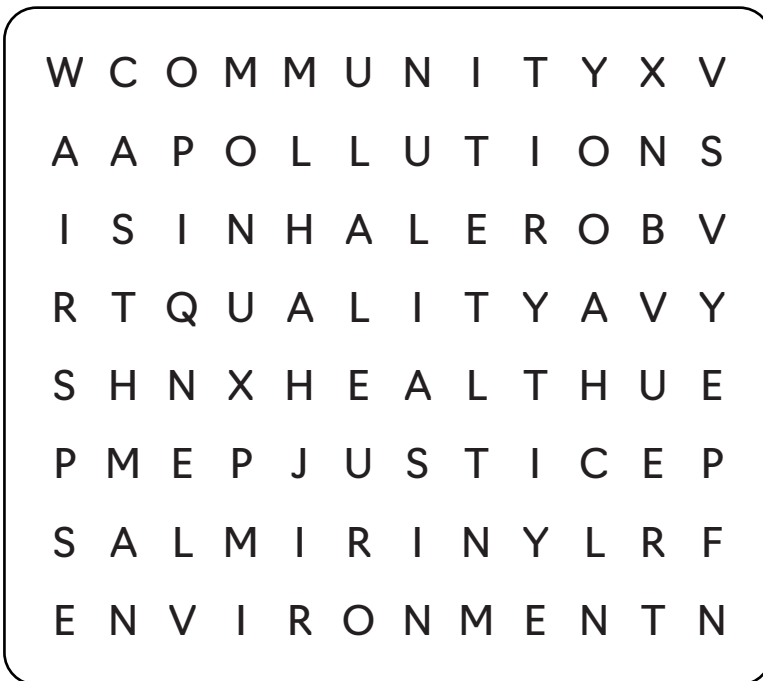 W C O M M U N I T Y X V
A A P O L L U T I O N S
I S I N H A L E R O B V
R T Q U A L I T Y A V Y
S H N X H E A L T H U E
P M E P J U S T I C E P
S A L M I R I N Y L R F
E N V I R O N M E N T N